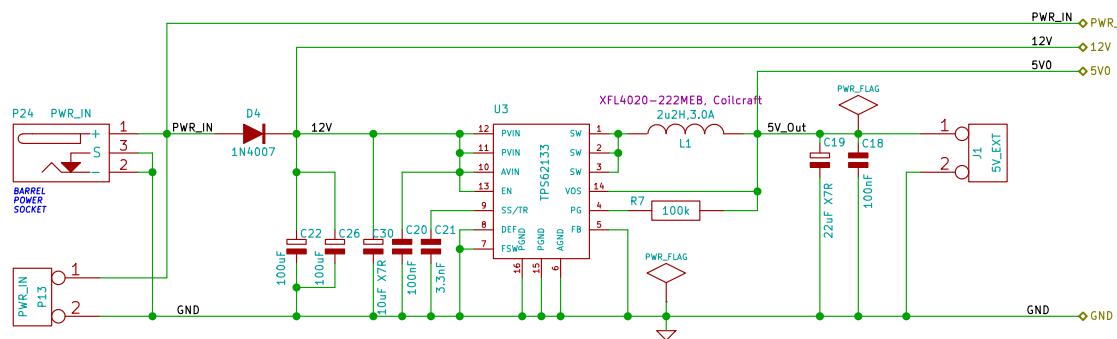 PWR_IN
PWR_
12V
12V
5V0
5V0
P24
PWR_IN
+
S
-
1
3
2
BARREL
POWER
SOCKET
PWR_IN
D4
1N4007
12V
U3
TPS62133
12
PVIN
11
PVIN
10
AVIN
13
EN
9
SS/TR
8
DEF
7
FSW
SW
1
SW
2
SW
3
VOS
14
PG
4
FB
5
PGND
16
PGND
15
AGND
6
XFL4020-222MEB, Coilcraft
2u2H,3.0A
L1
R7
100k
5V_Out
PWR_FLAG
C19
22uF X7R
C18
100nF
1
2
J1
5V_EXT
C22
100uF
C26
100uF
C30
10uF X7R
C20
100nF
C21
3.3nF
PWR_FLAG
PWR_IN
P13
1
2
GND
GND
GND